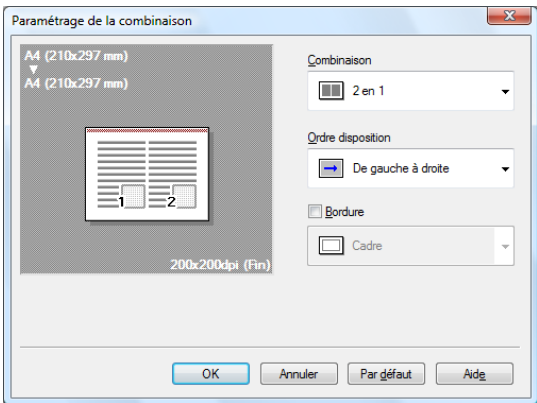 Paramétrage de la combinaison
A4 (210x297 mm)
A4 (210x297 mm)
1 2
200x200dpi (Fin)
Combinaison
2 en 1
Ordre disposition
De gauche à droite
Bordure
Cadre
OK Annuler Par défaut Aide